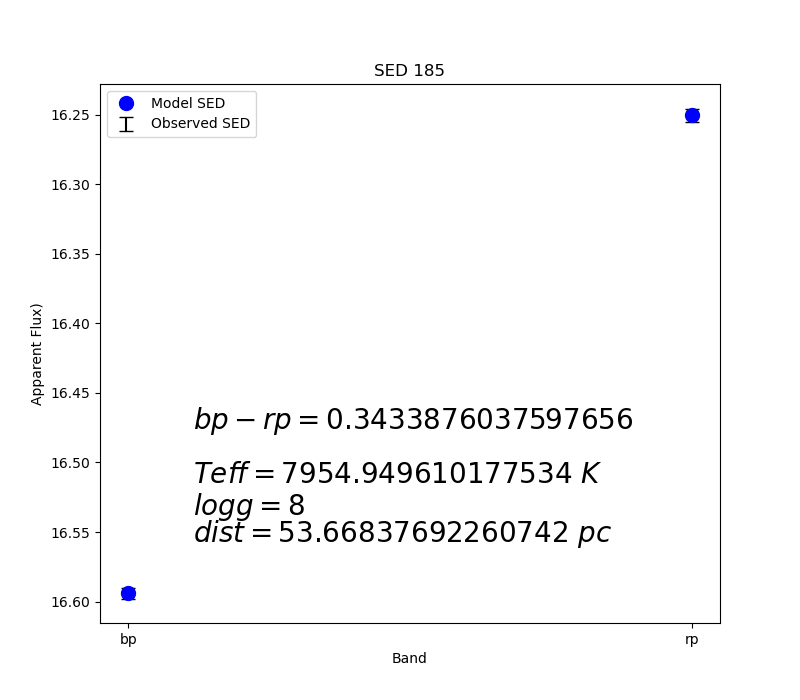 SED 185
Model SED
Observed SED
16.25
16.30
16.35
16.40
16.45
16.50
16.55
16.60
Apparent Flux)
bp − rp = 0.3433876037597656
Teff = 7954.949610177534 K
logg = 8
dist = 53.66837692260742 pc
bp
rp
Band